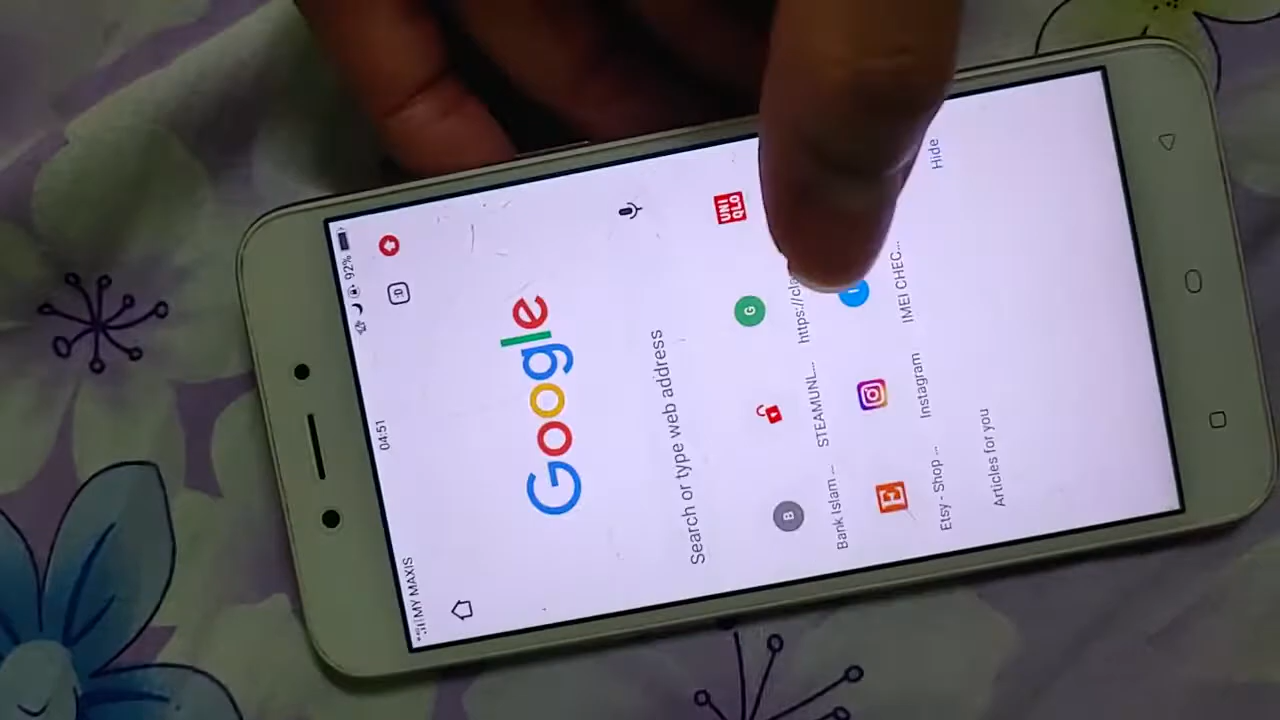 MY MAXIS 04:51 92%
:D
Google
Search or type web address
B
G
UNI
QLO
Bank Islam ...
STEAMUNL...
https://cl
E
Etsy - Shop ...
Instagram
IMEI CHEC...
Articles for you
Hide